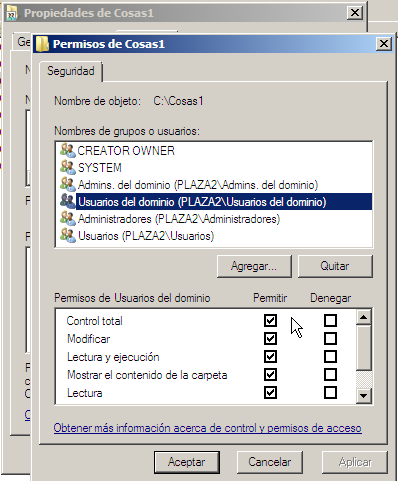 Propiedades de Cosas1
Ge
Permisos de Cosas1
Seguridad
Nombre de objeto: C:\Cosas1
Nombres de grupos o usuarios:
CREATOR OWNER
SYSTEM
Admins. del dominio (PLAZA2\Admins. del dominio)
Usuarios del dominio (PLAZA2\Usuarios del dominio)
Administradores (PLAZA2\Administradores)
Usuarios (PLAZA2\Usuarios)
Agregar... Quitar
Permisos de Usuarios del dominio Permitir Denegar
Control total
Modificar
Lectura y ejecución
Mostrar el contenido de la carpeta
Lectura
Obtener más información acerca de control y permisos de acceso
Aceptar Cancelar Aplicar